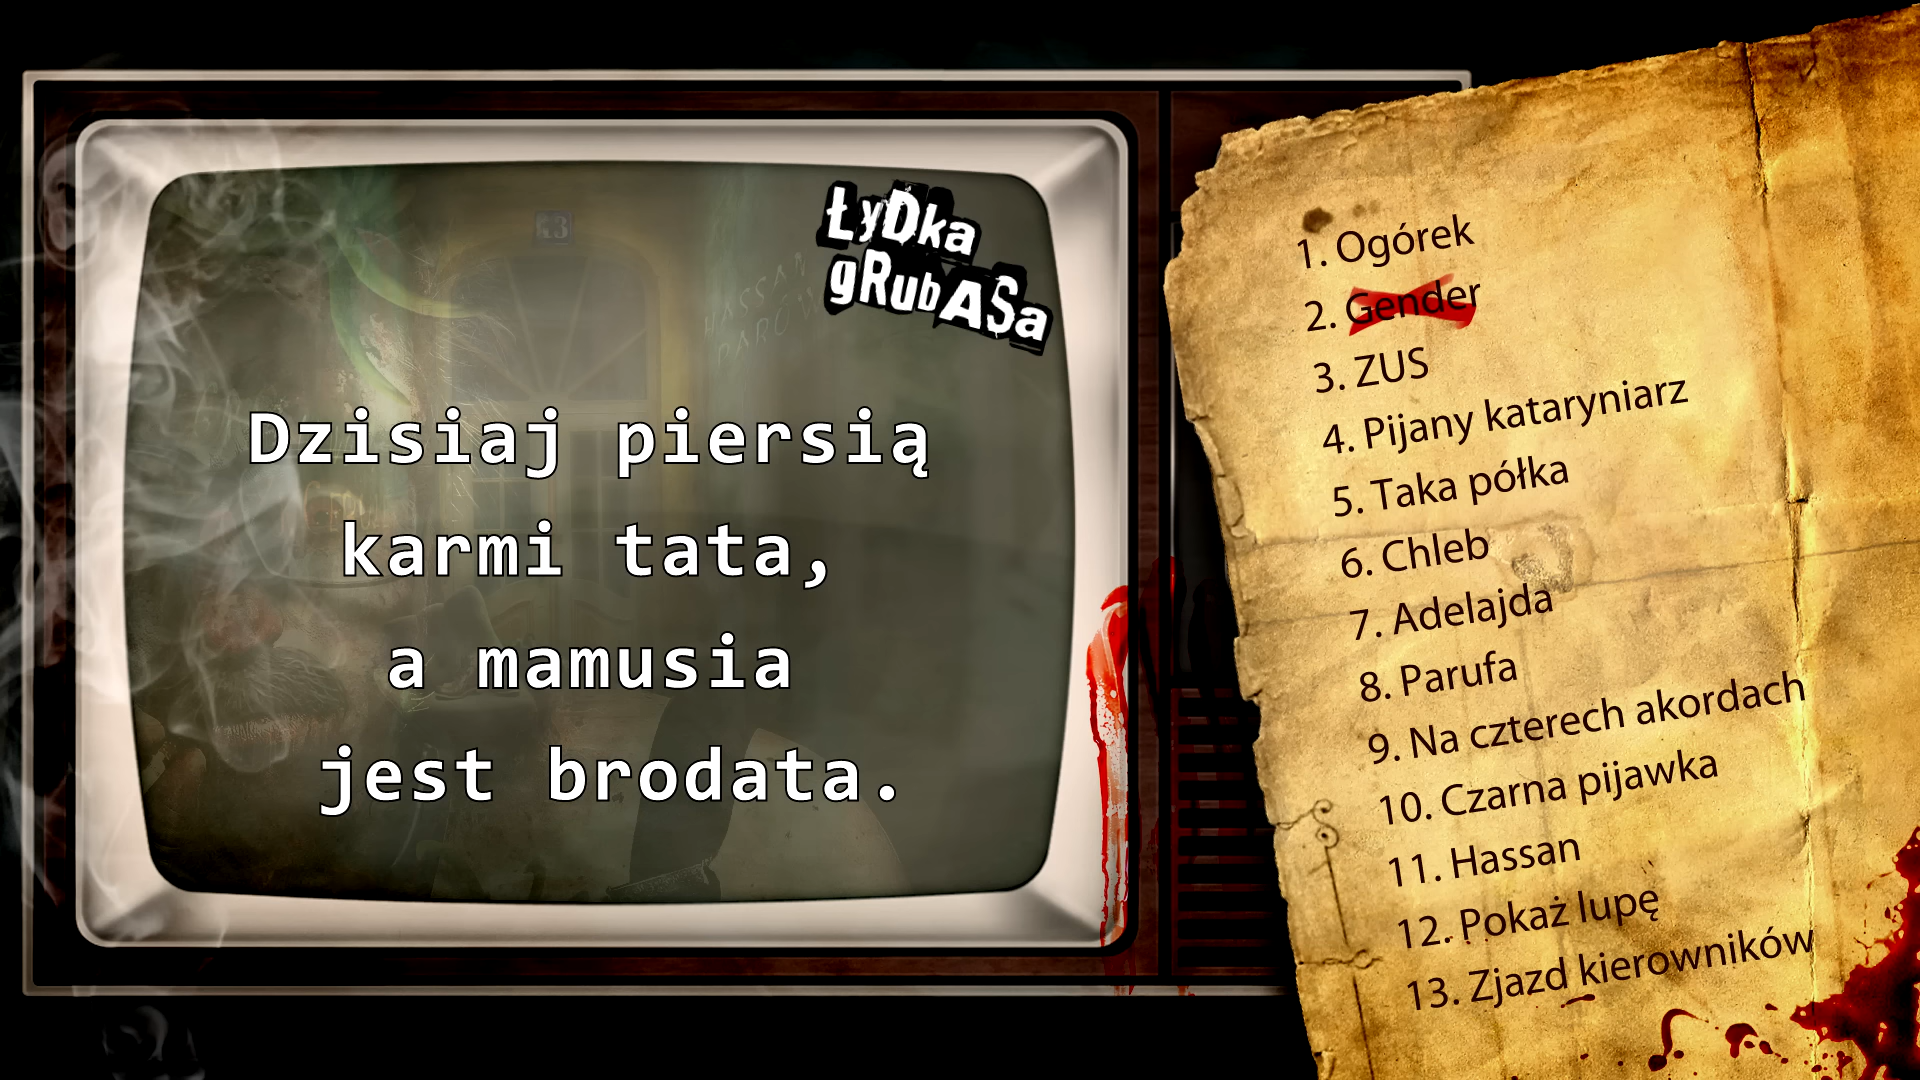 ŁyDka
gRubASa
Dzisiaj piersią
karmi tata,
a mamusia
jest brodata.
1. Ogórek
2. Gender
3. ZUS
4. Pijany kataryniarz
5. Taka półka
6. Chleb
7. Adelajda
8. Parufa
9. Na czterech akordach
10. Czarna pijawka
11. Hassan
12. Pokaż lupę
13. Zjazd kierowników
13
HASSAN